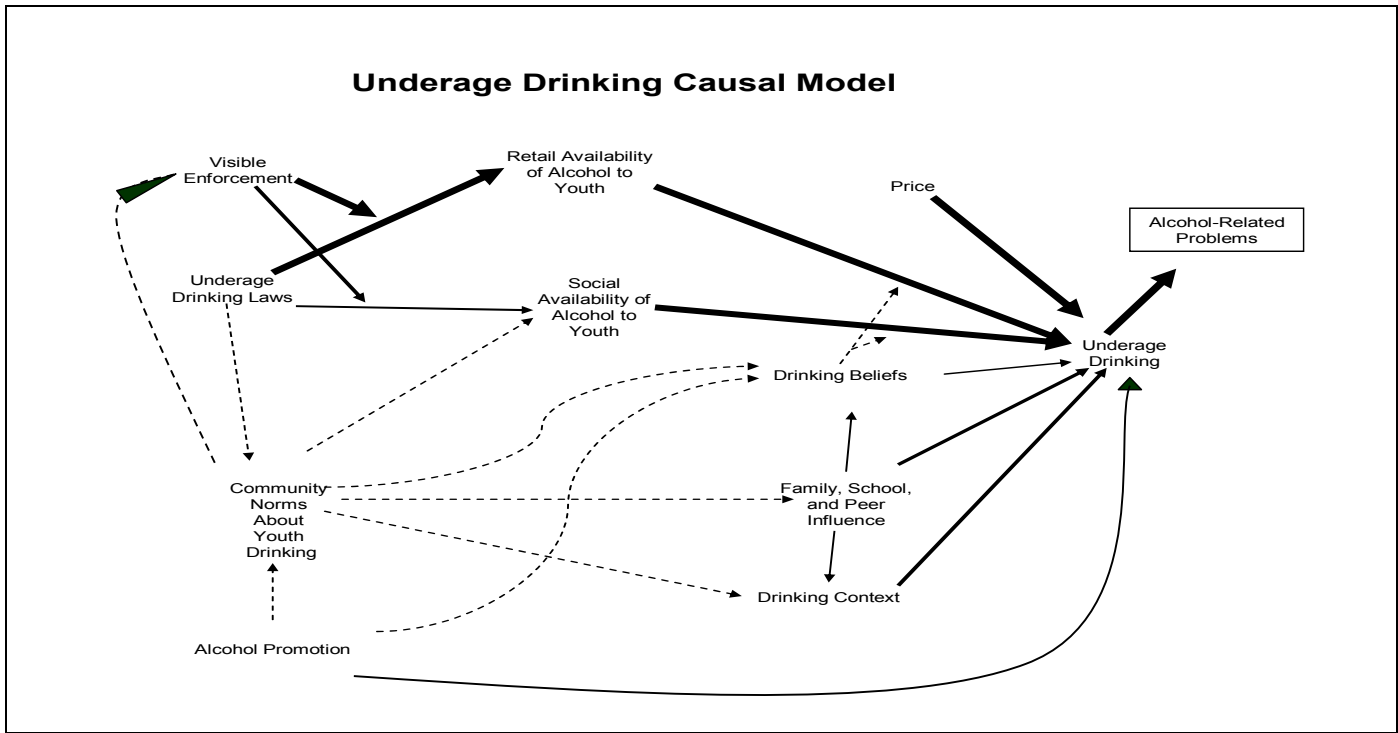 Underage Drinking Causal Model
Visible
Enforcement
Retail Availability
of Alcohol to
Youth
Price
Alcohol-Related
Problems
Underage
Drinking Laws
Social
Availability of
Alcohol to
Youth
Underage
Drinking
Drinking Beliefs
Community
Norms
About
Youth
Drinking
Family, School,
and Peer
Influence
Drinking Context
Alcohol Promotion